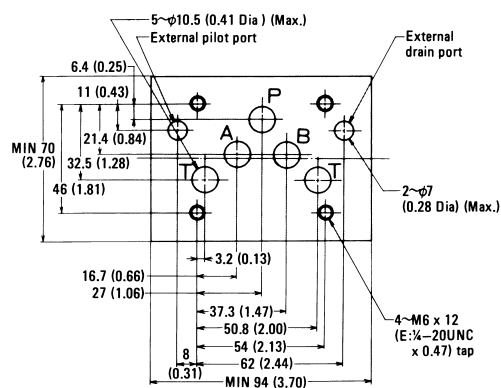 5~φ10.5 (0.41 Dia ) (Max.)
External pilot port
External
drain port
6.4 (0.25)
11 (0.43)
21.4 (0.84)
MIN 70
(2.76)
32.5 (1.28)
46 (1.81)
P
A
B
T
T
2~φ7
(0.28 Dia) (Max.)
3.2 (0.13)
16.7 (0.66)
27 (1.06)
37.3 (1.47)
50.8 (2.00)
54 (2.13)
8
(0.31)
62 (2.44)
MIN 94 (3.70)
4~M6 x 12
(E:¼–20UNC
x 0.47) tap